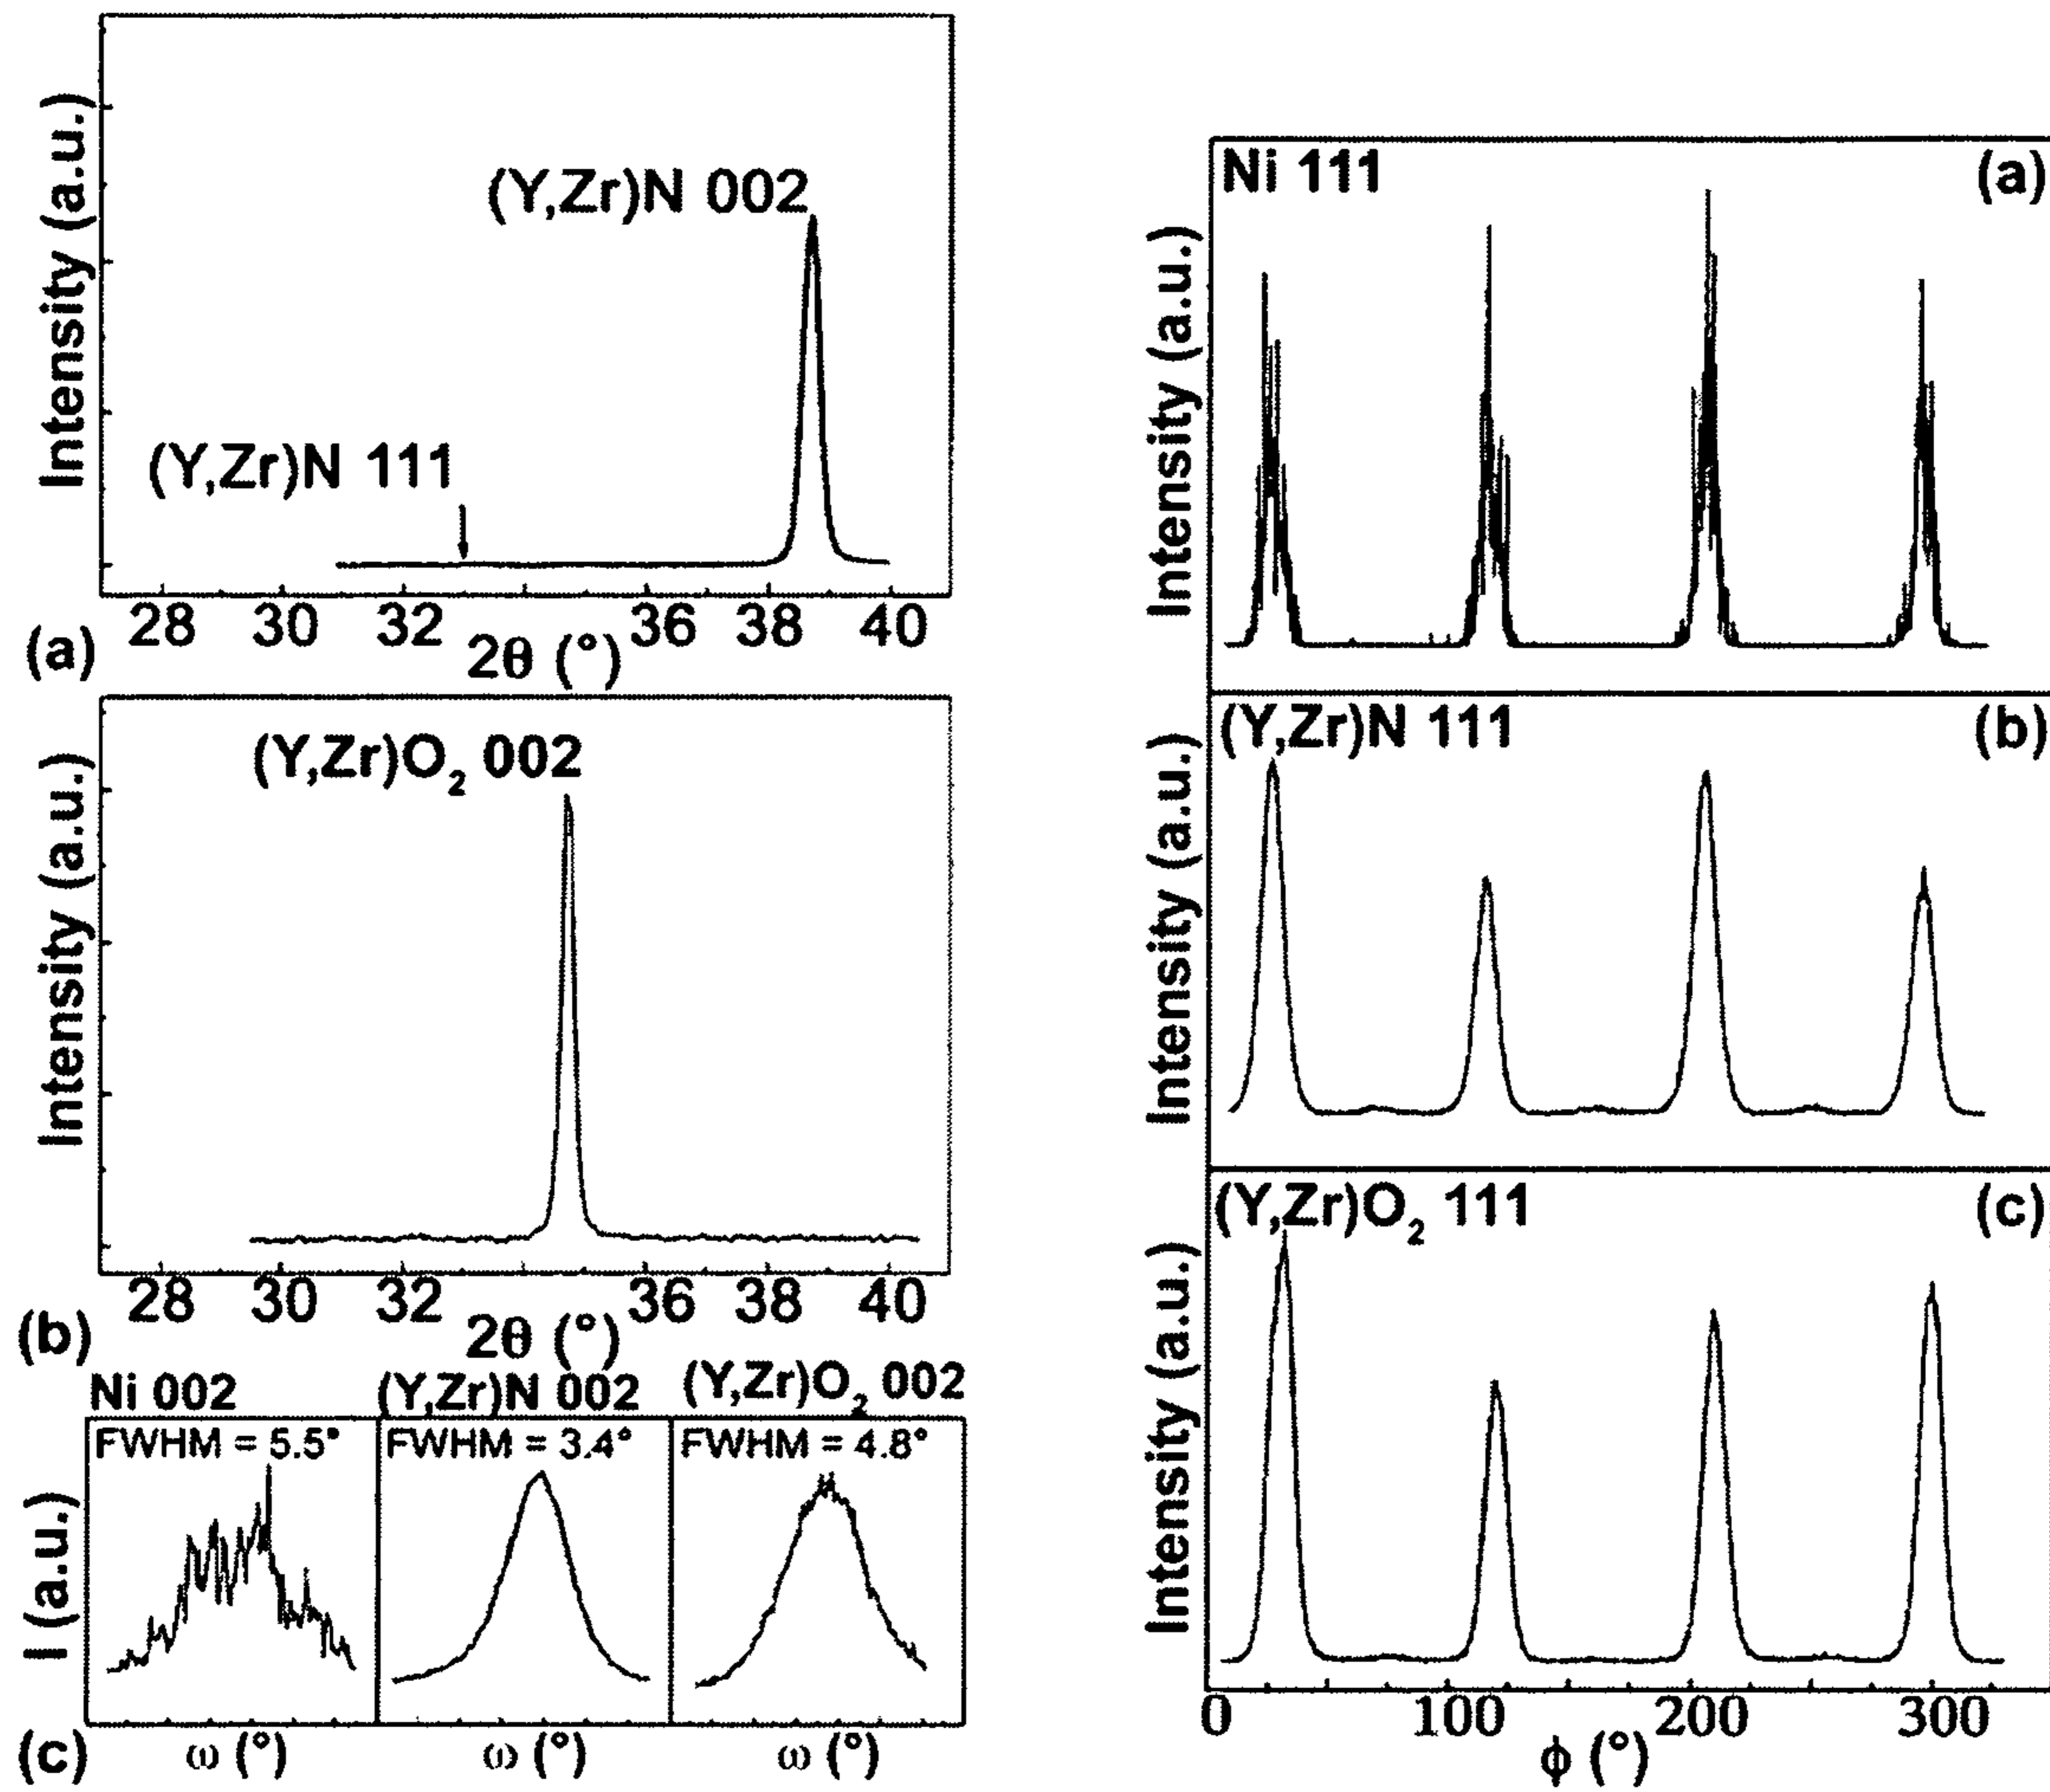 Intensity (a.u.)
(Y,Zr)N 002
(Y,Zr)N 111
28 30 32 36 38 40
(a) 2θ (°)
Intensity (a.u.)
(Y,Zr)O₂ 002
28 30 32 36 38 40
(b) 2θ (°)
Ni 002 (Y,Zr)N 002 (Y,Zr)O₂ 002
FWHM = 5.5° FWHM = 3.4° FWHM = 4.8°
I (a.u.)
(c) ω (°) ω (°) ω (°)
Ni 111 (a)
Intensity (a.u.)
(Y,Zr)N 111 (b)
Intensity (a.u.)
(Y,Zr)O₂ 111 (c)
Intensity (a.u.)
0 100 200 300
ϕ (°)